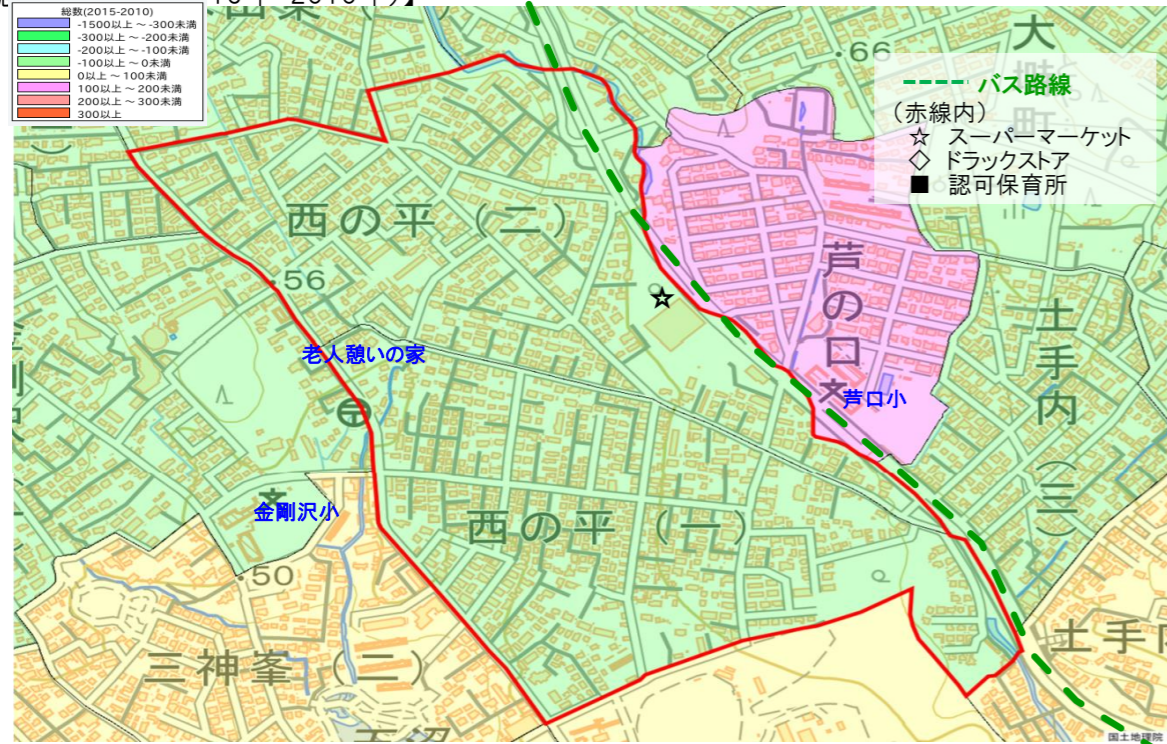 総数(2015-2010)
-1500以上 ~ -300未満
-300以上 ~ -200未満
-200以上 ~ -100未満
-100以上 ~ 0未満
0以上 ~ 100未満
100以上 ~ 200未満
200以上 ~ 300未満
300以上
バス路線
(赤線内)
☆ スーパーマーケット
◇ ドラックストア
■ 認可保育所
・66
大
町
西の平(二)
芦の口
・56
老人憩いの家
土手内(三)
芦口小
金剛沢小
西の平(一)
・50
三神峯(二)
土手内
国土地理院